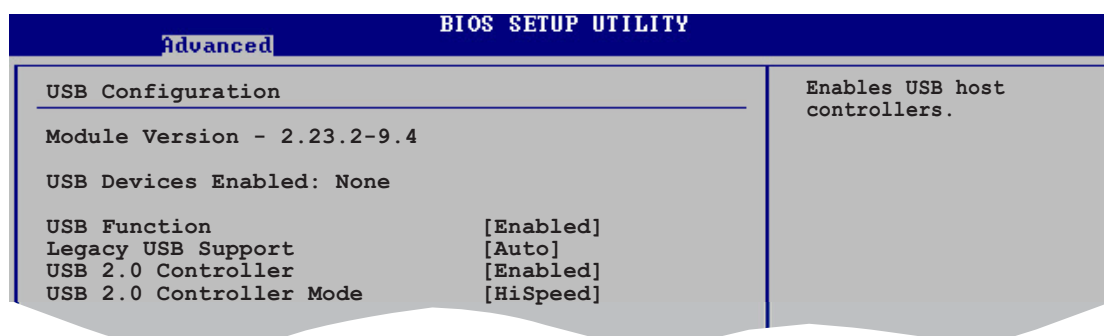 BIOS SETUP UTILITY
Advanced
USB Configuration
Module Version - 2.23.2-9.4
USB Devices Enabled: None
USB Function [Enabled]
Legacy USB Support [Auto]
USB 2.0 Controller [Enabled]
USB 2.0 Controller Mode [HiSpeed]
Enables USB host
controllers.